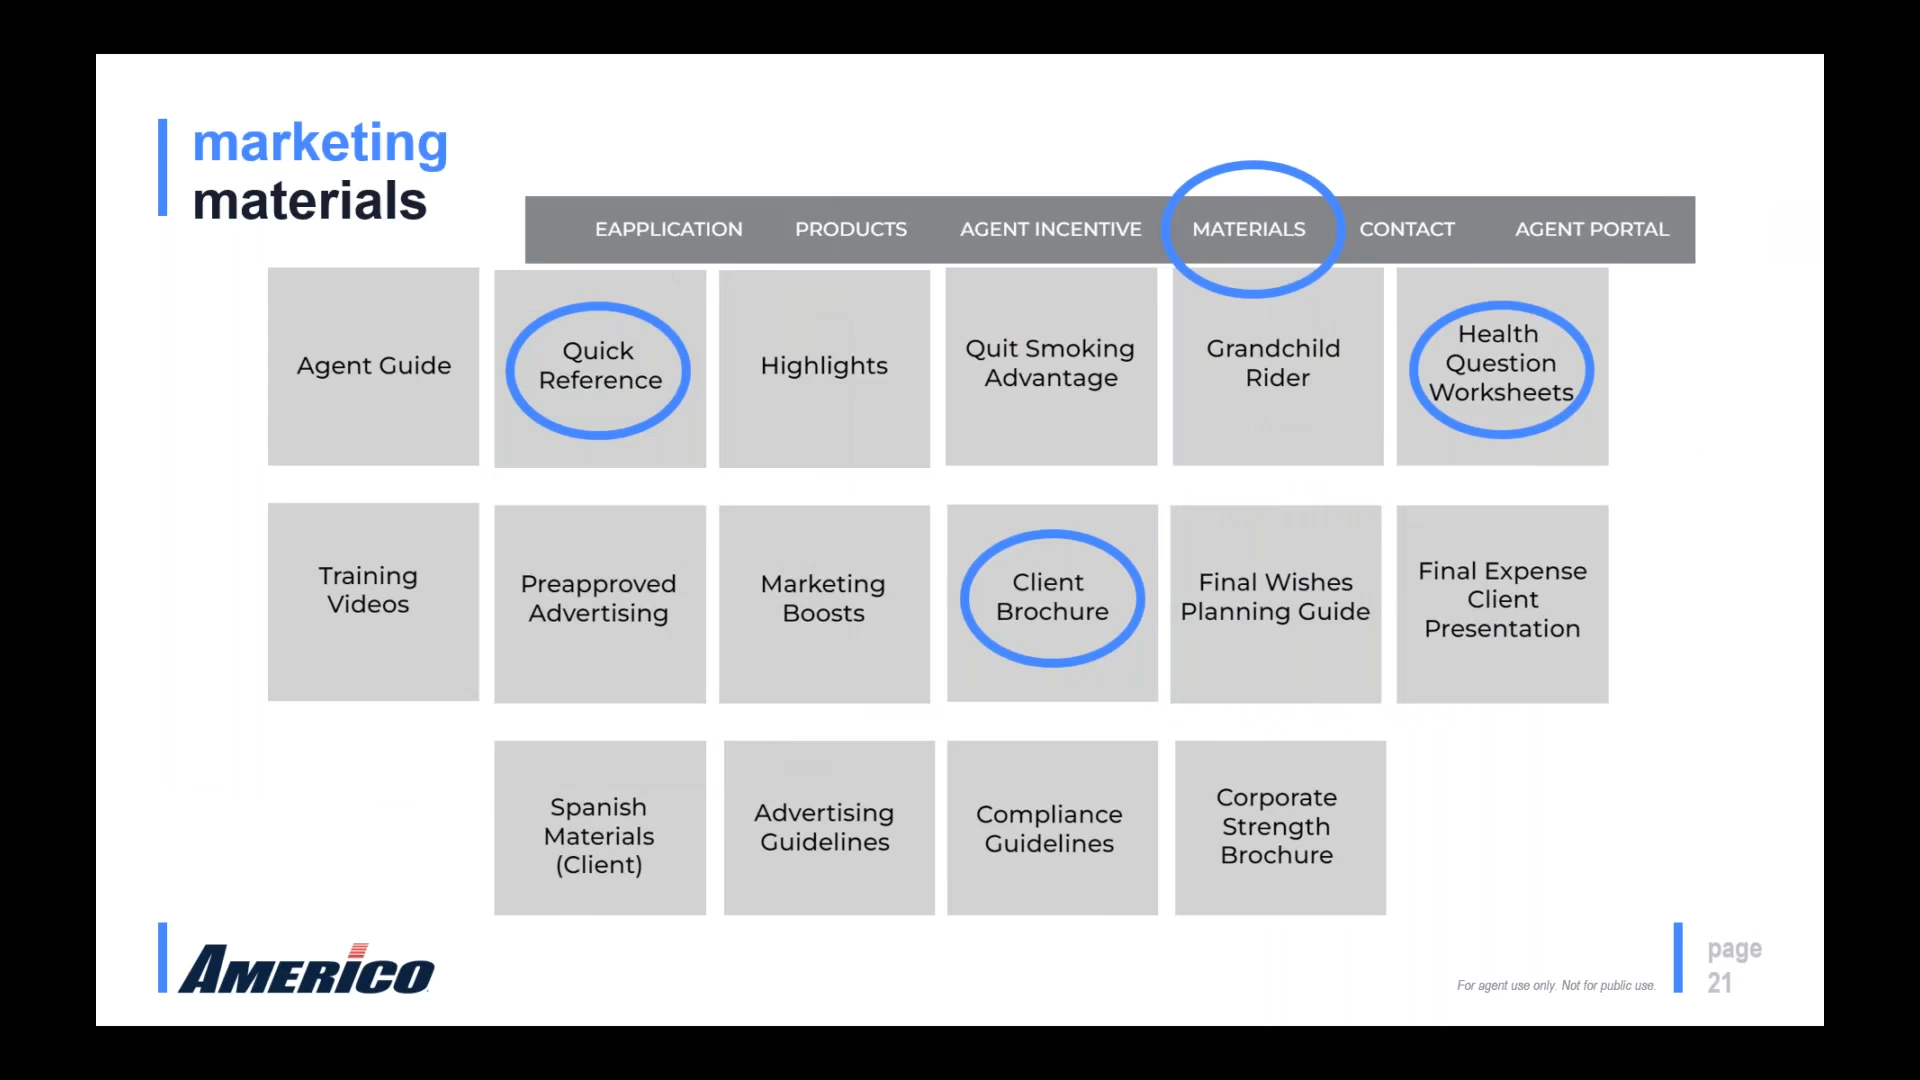 marketing
materials
EAPPLICATION PRODUCTS AGENT INCENTIVE MATERIALS CONTACT AGENT PORTAL
Agent Guide
Quick
Reference
Highlights
Quit Smoking
Advantage
Grandchild
Rider
Health
Question
Worksheets
Training
Videos
Preapproved
Advertising
Marketing
Boosts
Client
Brochure
Final Wishes
Planning Guide
Final Expense
Client
Presentation
Spanish
Materials
(Client)
Advertising
Guidelines
Compliance
Guidelines
Corporate
Strength
Brochure
AMERICO
For agent use only. Not for public use.
page
21